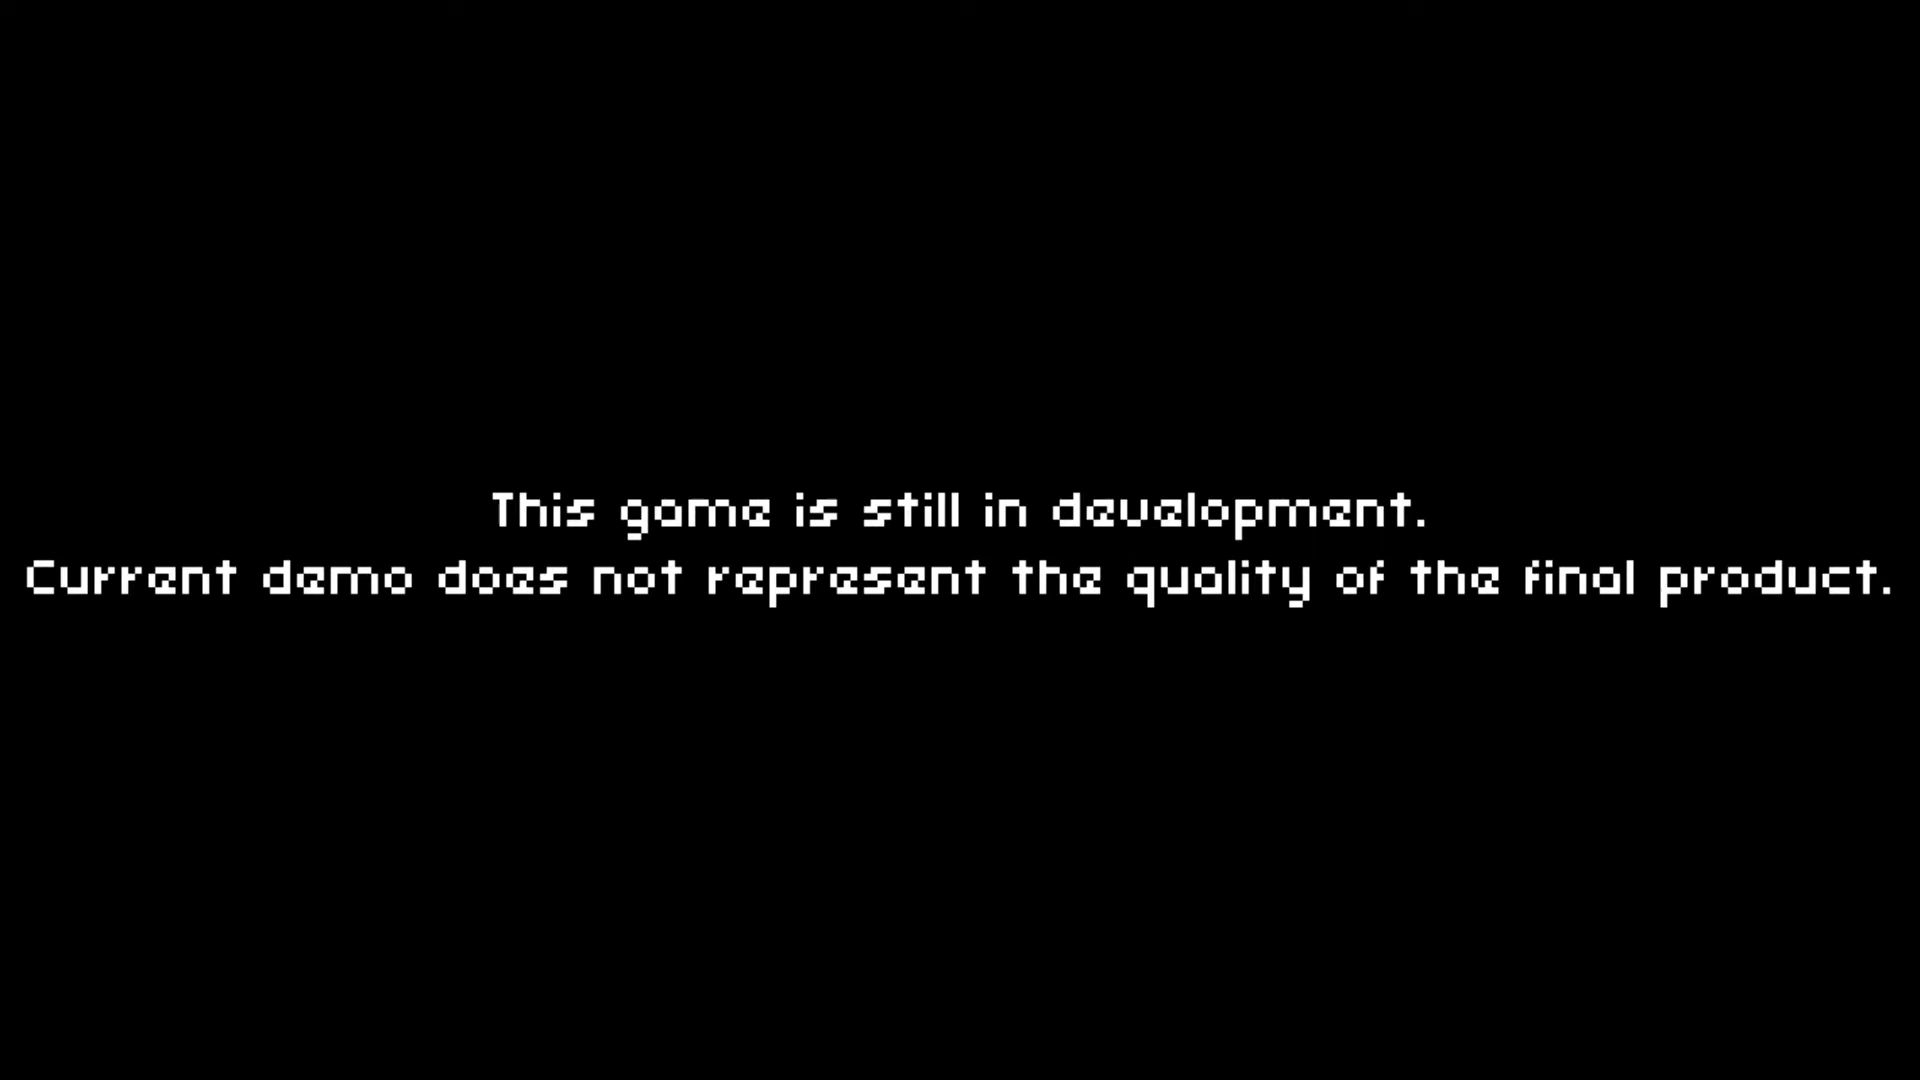 This game is still in development.
Current demo does not represent the quality of the final product.